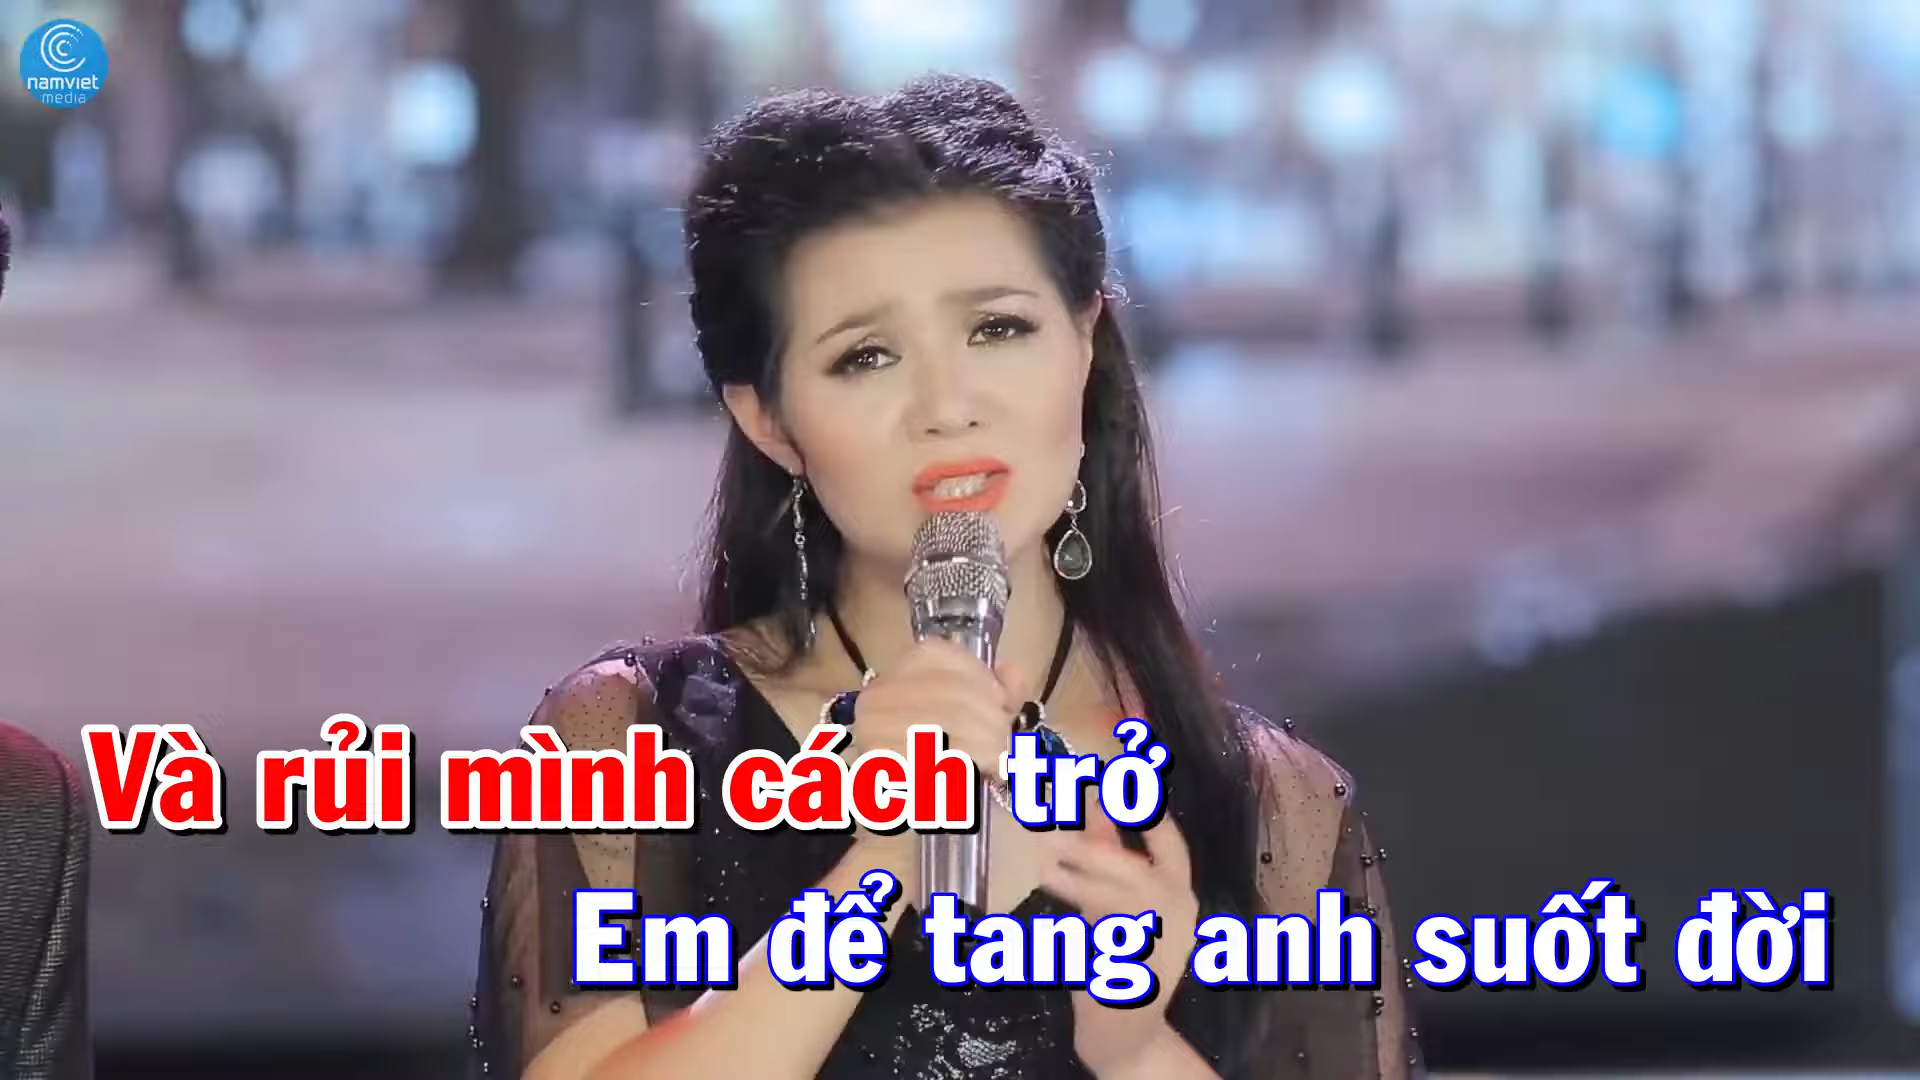 namviet
media
Và rủi mình cách trở
Em để tang anh suốt đời